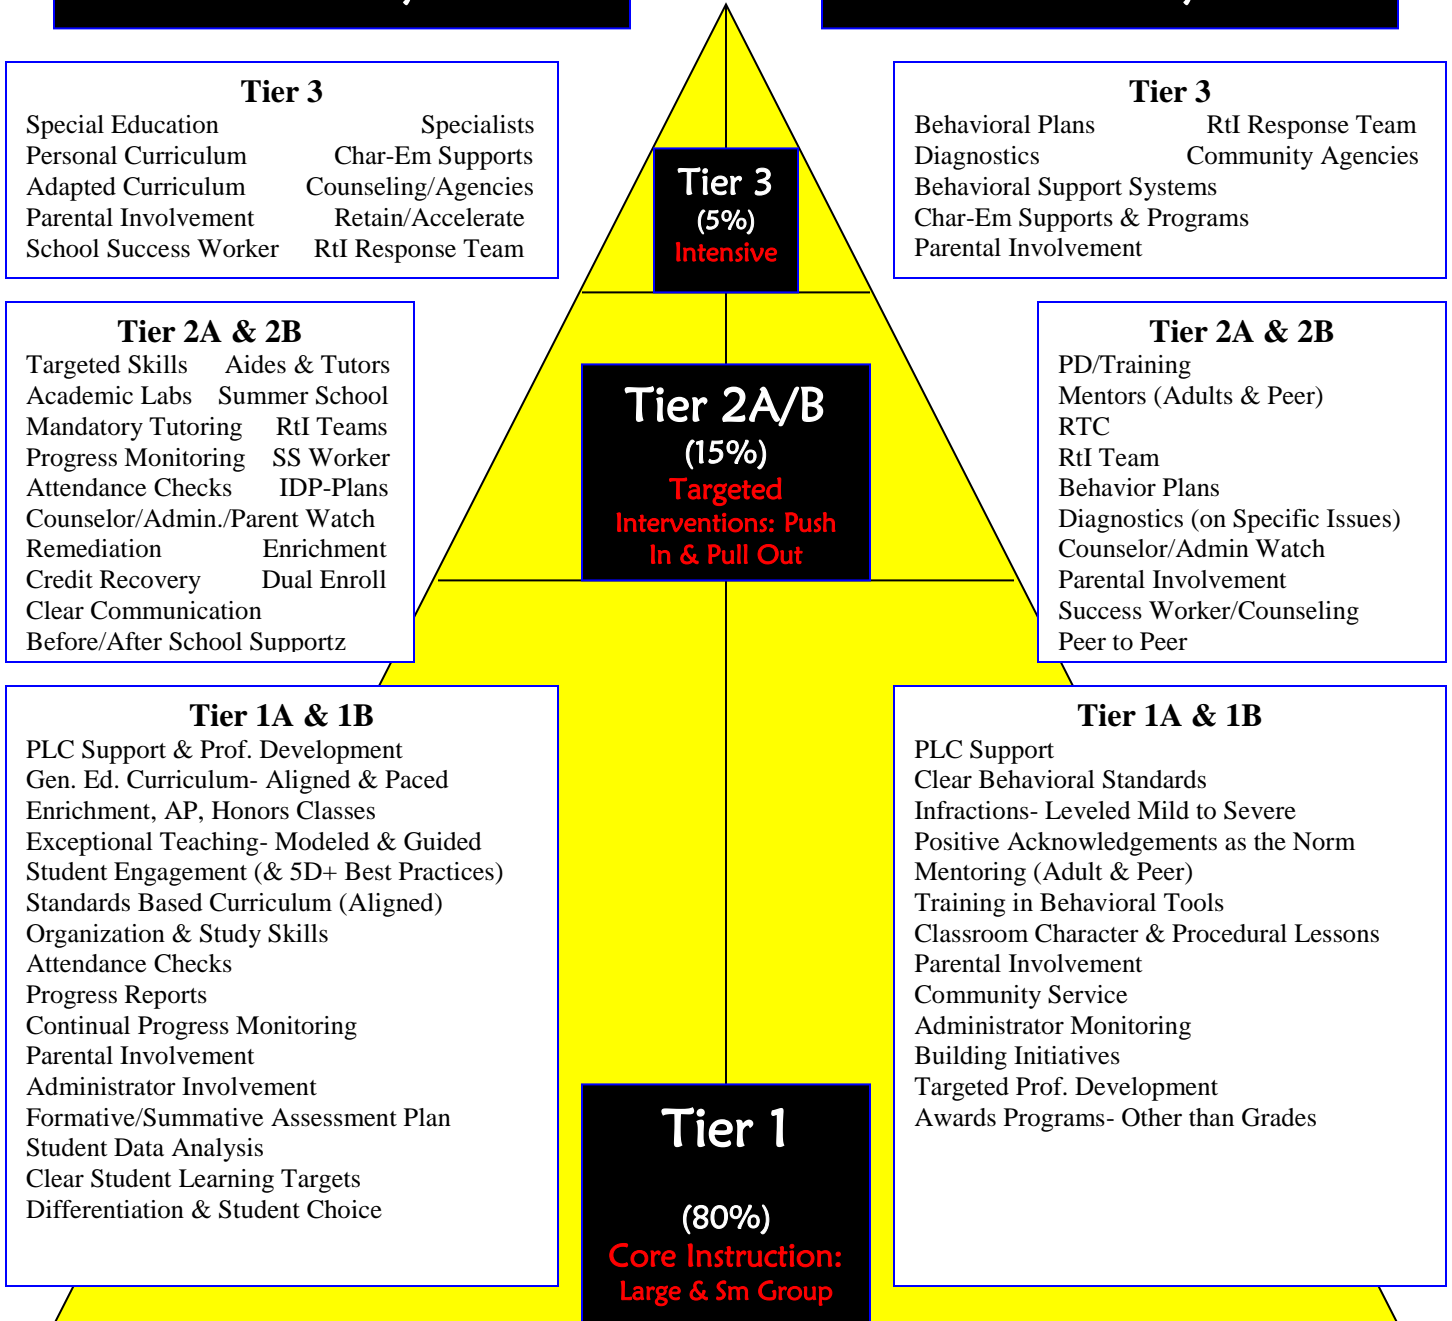 Tier 3
Special Education Specialists
Personal Curriculum Char-Em Supports
Adapted Curriculum Counseling/Agencies
Parental Involvement Retain/Accelerate
School Success Worker RtI Response Team
Tier 3
(5%)
Intensive
Tier 3
Behavioral Plans RtI Response Team
Diagnostics Community Agencies
Behavioral Support Systems
Char-Em Supports & Programs
Parental Involvement
Tier 2A & 2B
Targeted Skills Aides & Tutors
Academic Labs Summer School
Mandatory Tutoring RtI Teams
Progress Monitoring SS Worker
Attendance Checks IDP-Plans
Counselor/Admin./Parent Watch
Remediation Enrichment
Credit Recovery Dual Enroll
Clear Communication
Before/After School Supportz
Tier 2A/B
(15%)
Targeted
Interventions: Push
In & Pull Out
Tier 2A & 2B
PD/Training
Mentors (Adults & Peer)
RTC
RtI Team
Behavior Plans
Diagnostics (on Specific Issues)
Counselor/Admin Watch
Parental Involvement
Success Worker/Counseling
Peer to Peer
Tier 1A & 1B
PLC Support & Prof. Development
Gen. Ed. Curriculum- Aligned & Paced
Enrichment, AP, Honors Classes
Exceptional Teaching- Modeled & Guided
Student Engagement (& 5D+ Best Practices)
Standards Based Curriculum (Aligned)
Organization & Study Skills
Attendance Checks
Progress Reports
Continual Progress Monitoring
Parental Involvement
Administrator Involvement
Formative/Summative Assessment Plan
Student Data Analysis
Clear Student Learning Targets
Differentiation & Student Choice
Tier 1
(80%)
Core Instruction:
Large & Sm Group
Tier 1A & 1B
PLC Support
Clear Behavioral Standards
Infractions- Leveled Mild to Severe
Positive Acknowledgements as the Norm
Mentoring (Adult & Peer)
Training in Behavioral Tools
Classroom Character & Procedural Lessons
Parental Involvement
Community Service
Administrator Monitoring
Building Initiatives
Targeted Prof. Development
Awards Programs- Other than Grades